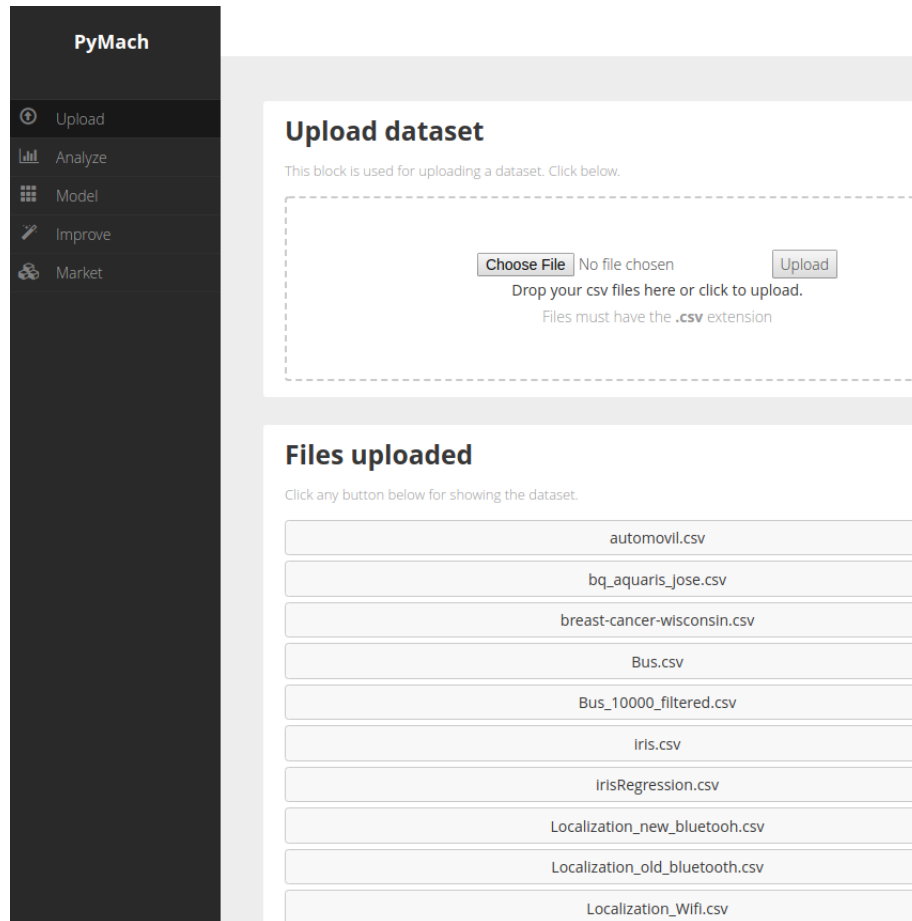 PyMach
Upload
Analyze
Model
Improve
Market
Upload dataset
This block is used for uploading a dataset. Click below.
Choose File No file chosen Upload
Drop your csv files here or click to upload.
Files must have the .csv extension
Files uploaded
Click any button below for showing the dataset.
automovil.csv
bq_aquaris_jose.csv
breast-cancer-wisconsin.csv
Bus.csv
Bus_10000_filtered.csv
iris.csv
irisRegression.csv
Localization_new_bluetooh.csv
Localization_old_bluetooth.csv
Localization_Wifi.csv